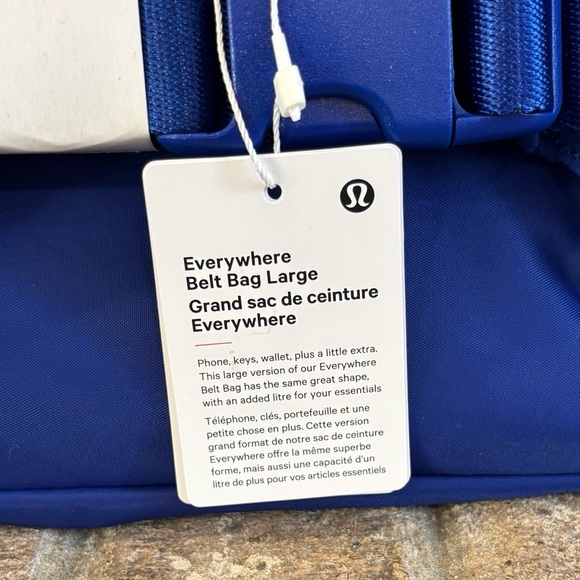 Everywhere
Belt Bag Large
Grand sac de ceinture
Everywhere
Phone, keys, wallet, plus a little extra.
This large version of our Everywhere
Belt Bag has the same great shape,
with an added litre for your essentials
Téléphone, clés, portefeuille et une
petite chose en plus. Cette version
grand format de notre sac de ceinture
Everywhere offre la même superbe
forme, mais aussi une capacité d'un
litre de plus pour vos articles essentiels